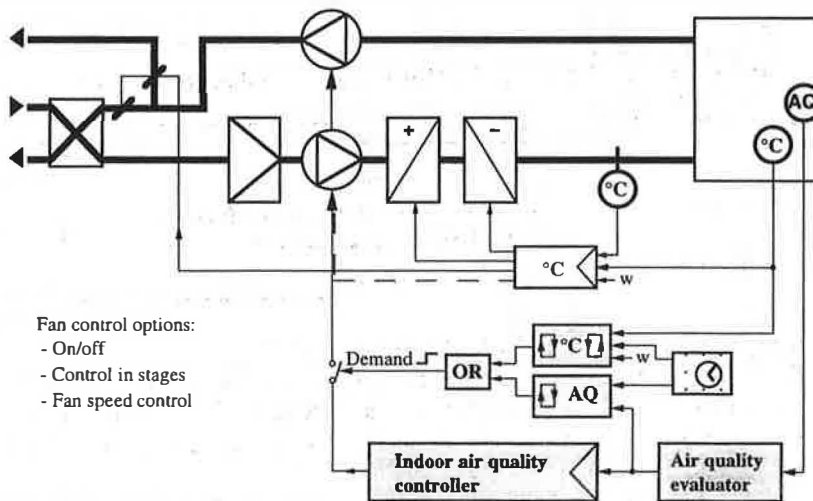 AQ
°C
+
−
°C
°C
w
Fan control options:
- On/off
- Control in stages
- Fan speed control
Demand
OR
°C
w
AQ
Indoor air quality
controller
Air quality
evaluator